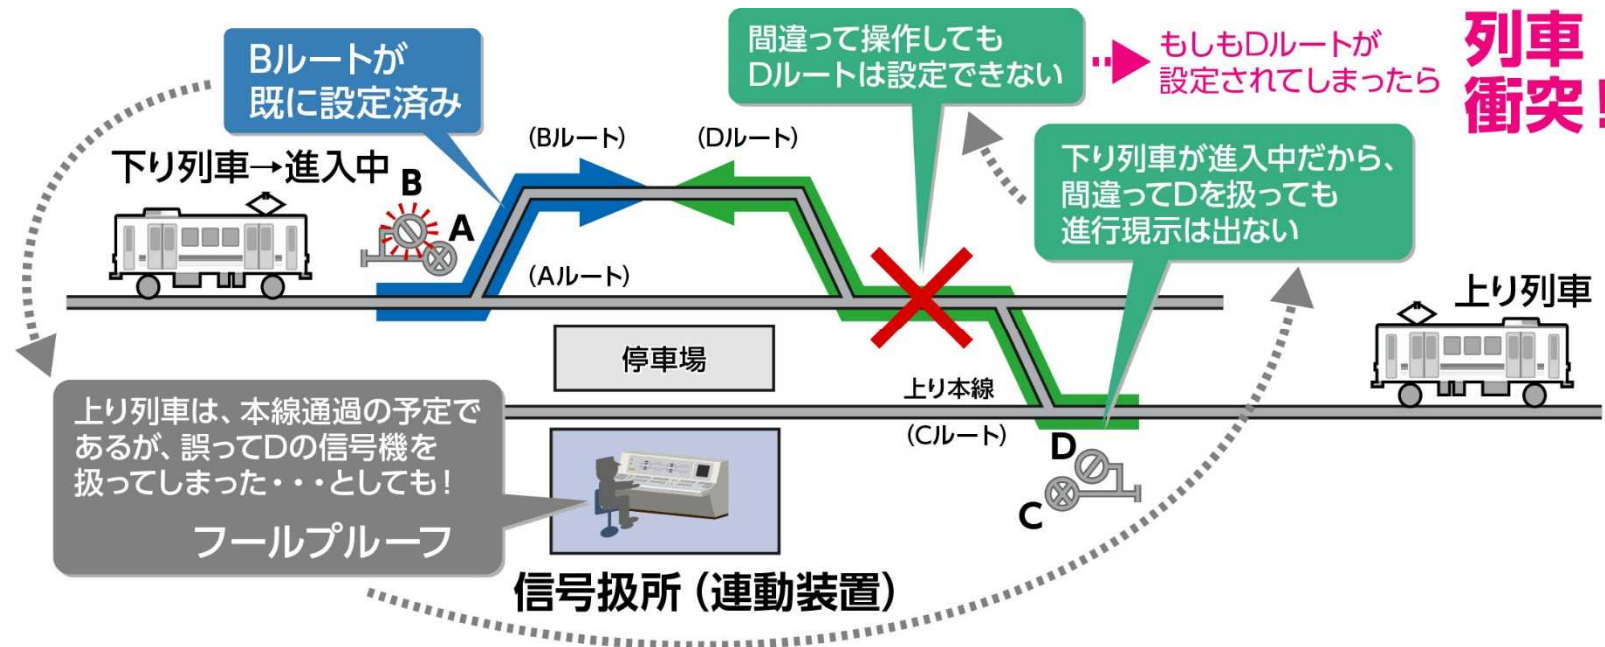 Bルートが
既に設定済み
間違って操作しても
Dルートは設定できない
もしもDルートが
設定されてしまったら
列車
衝突!
下り列車→進入中
B
A
(Bルート)
(Dルート)
(Aルート)
下り列車が進入中だから、
間違ってDを扱っても
進行現示は出ない
上り列車
停車場
上り本線
(Cルート)
D
C
上り列車は、本線通過の予定で
あるが、誤ってDの信号機を
扱ってしまった・・・としても!
フールプルーフ
信号扱所(連動装置)